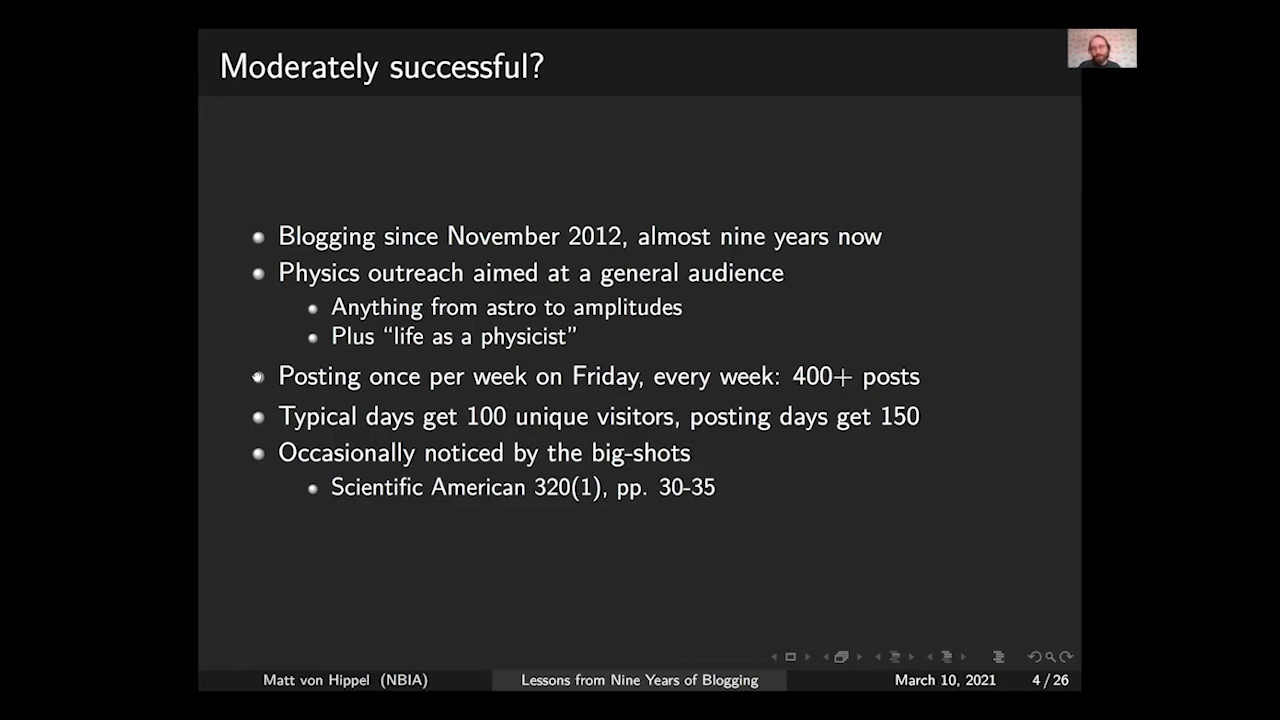 Moderately successful?
Blogging since November 2012, almost nine years now
Physics outreach aimed at a general audience
Anything from astro to amplitudes
Plus “life as a physicist”
Posting once per week on Friday, every week: 400+ posts
Typical days get 100 unique visitors, posting days get 150
Occasionally noticed by the big-shots
Scientific American 320(1), pp. 30-35
Matt von Hippel (NBIA) Lessons from Nine Years of Blogging March 10, 2021 4 / 26